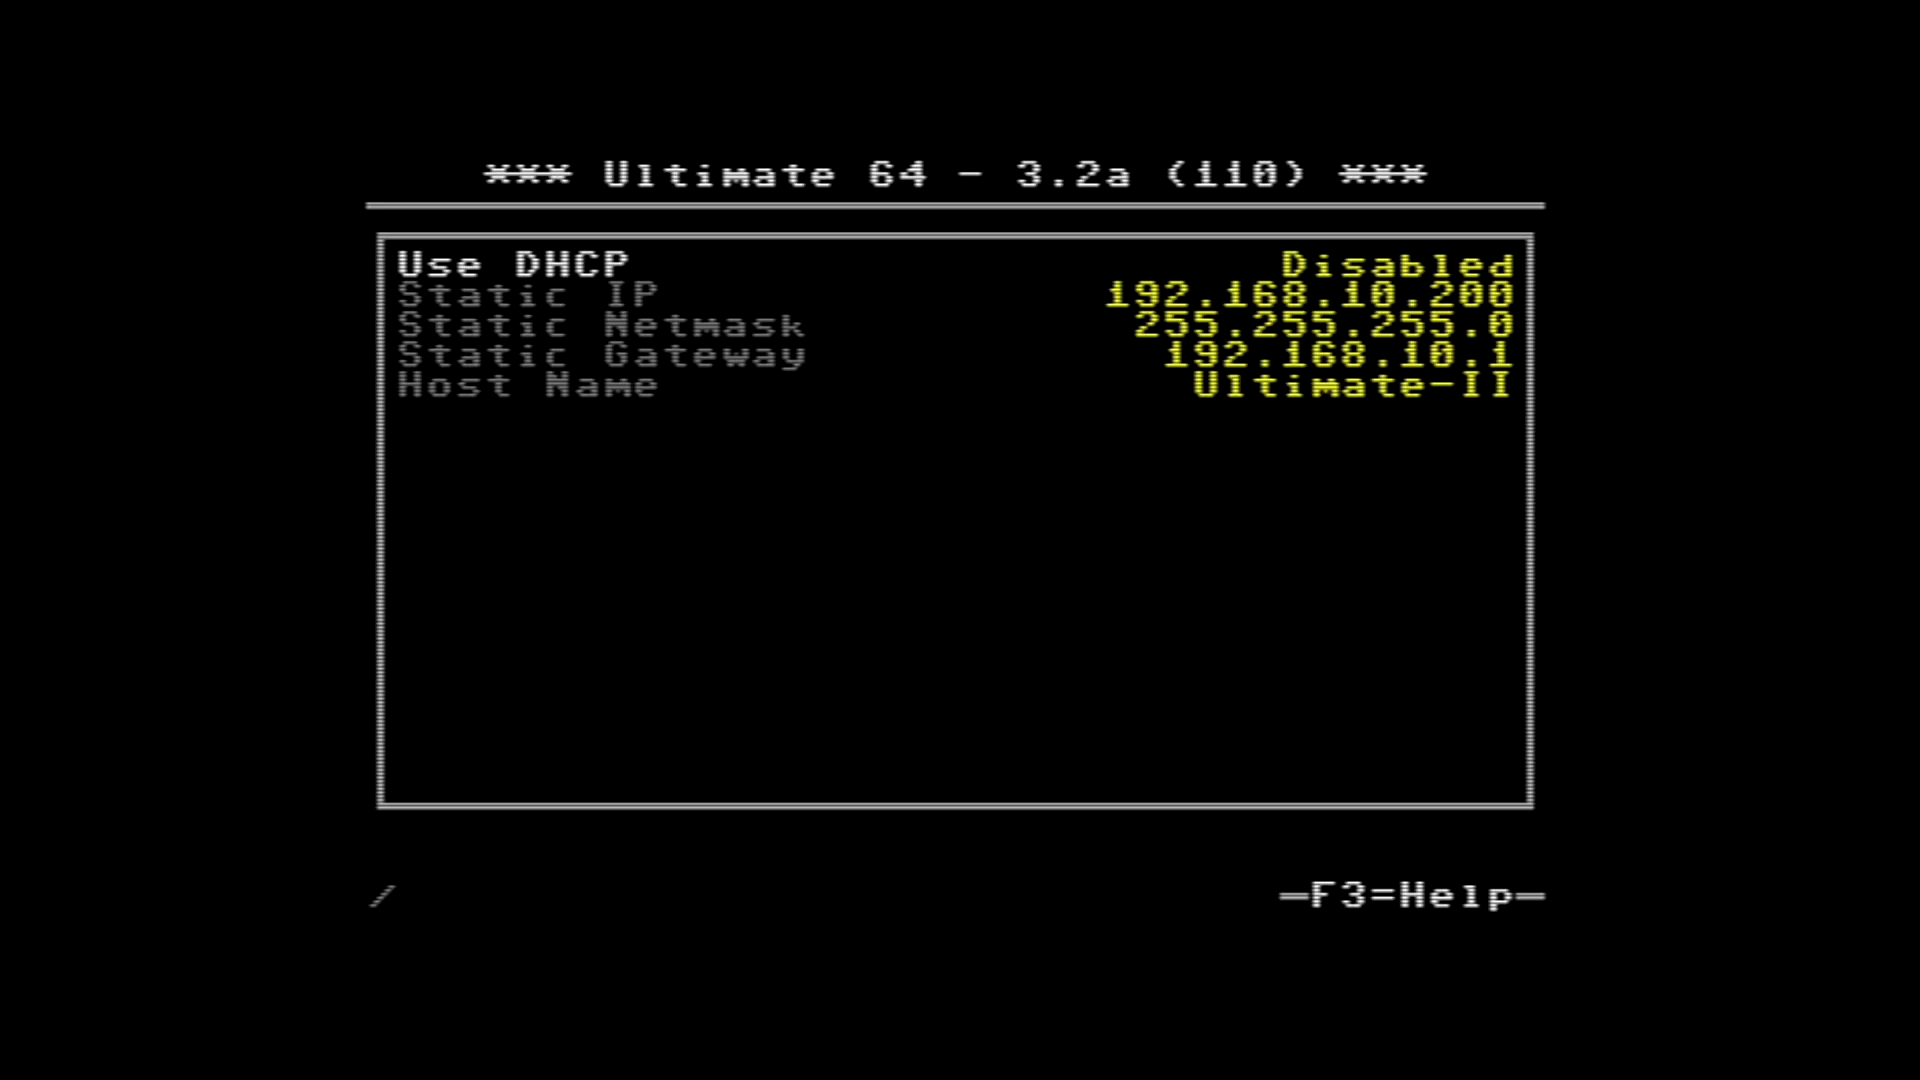 *** Ultimate 64 - 3.2a (110) ***
Use DHCP Disabled
Static IP 192.168.10.200
Static Netmask 255.255.255.0
Static Gateway 192.168.10.1
Host Name Ultimate-II
/ —F3=Help—